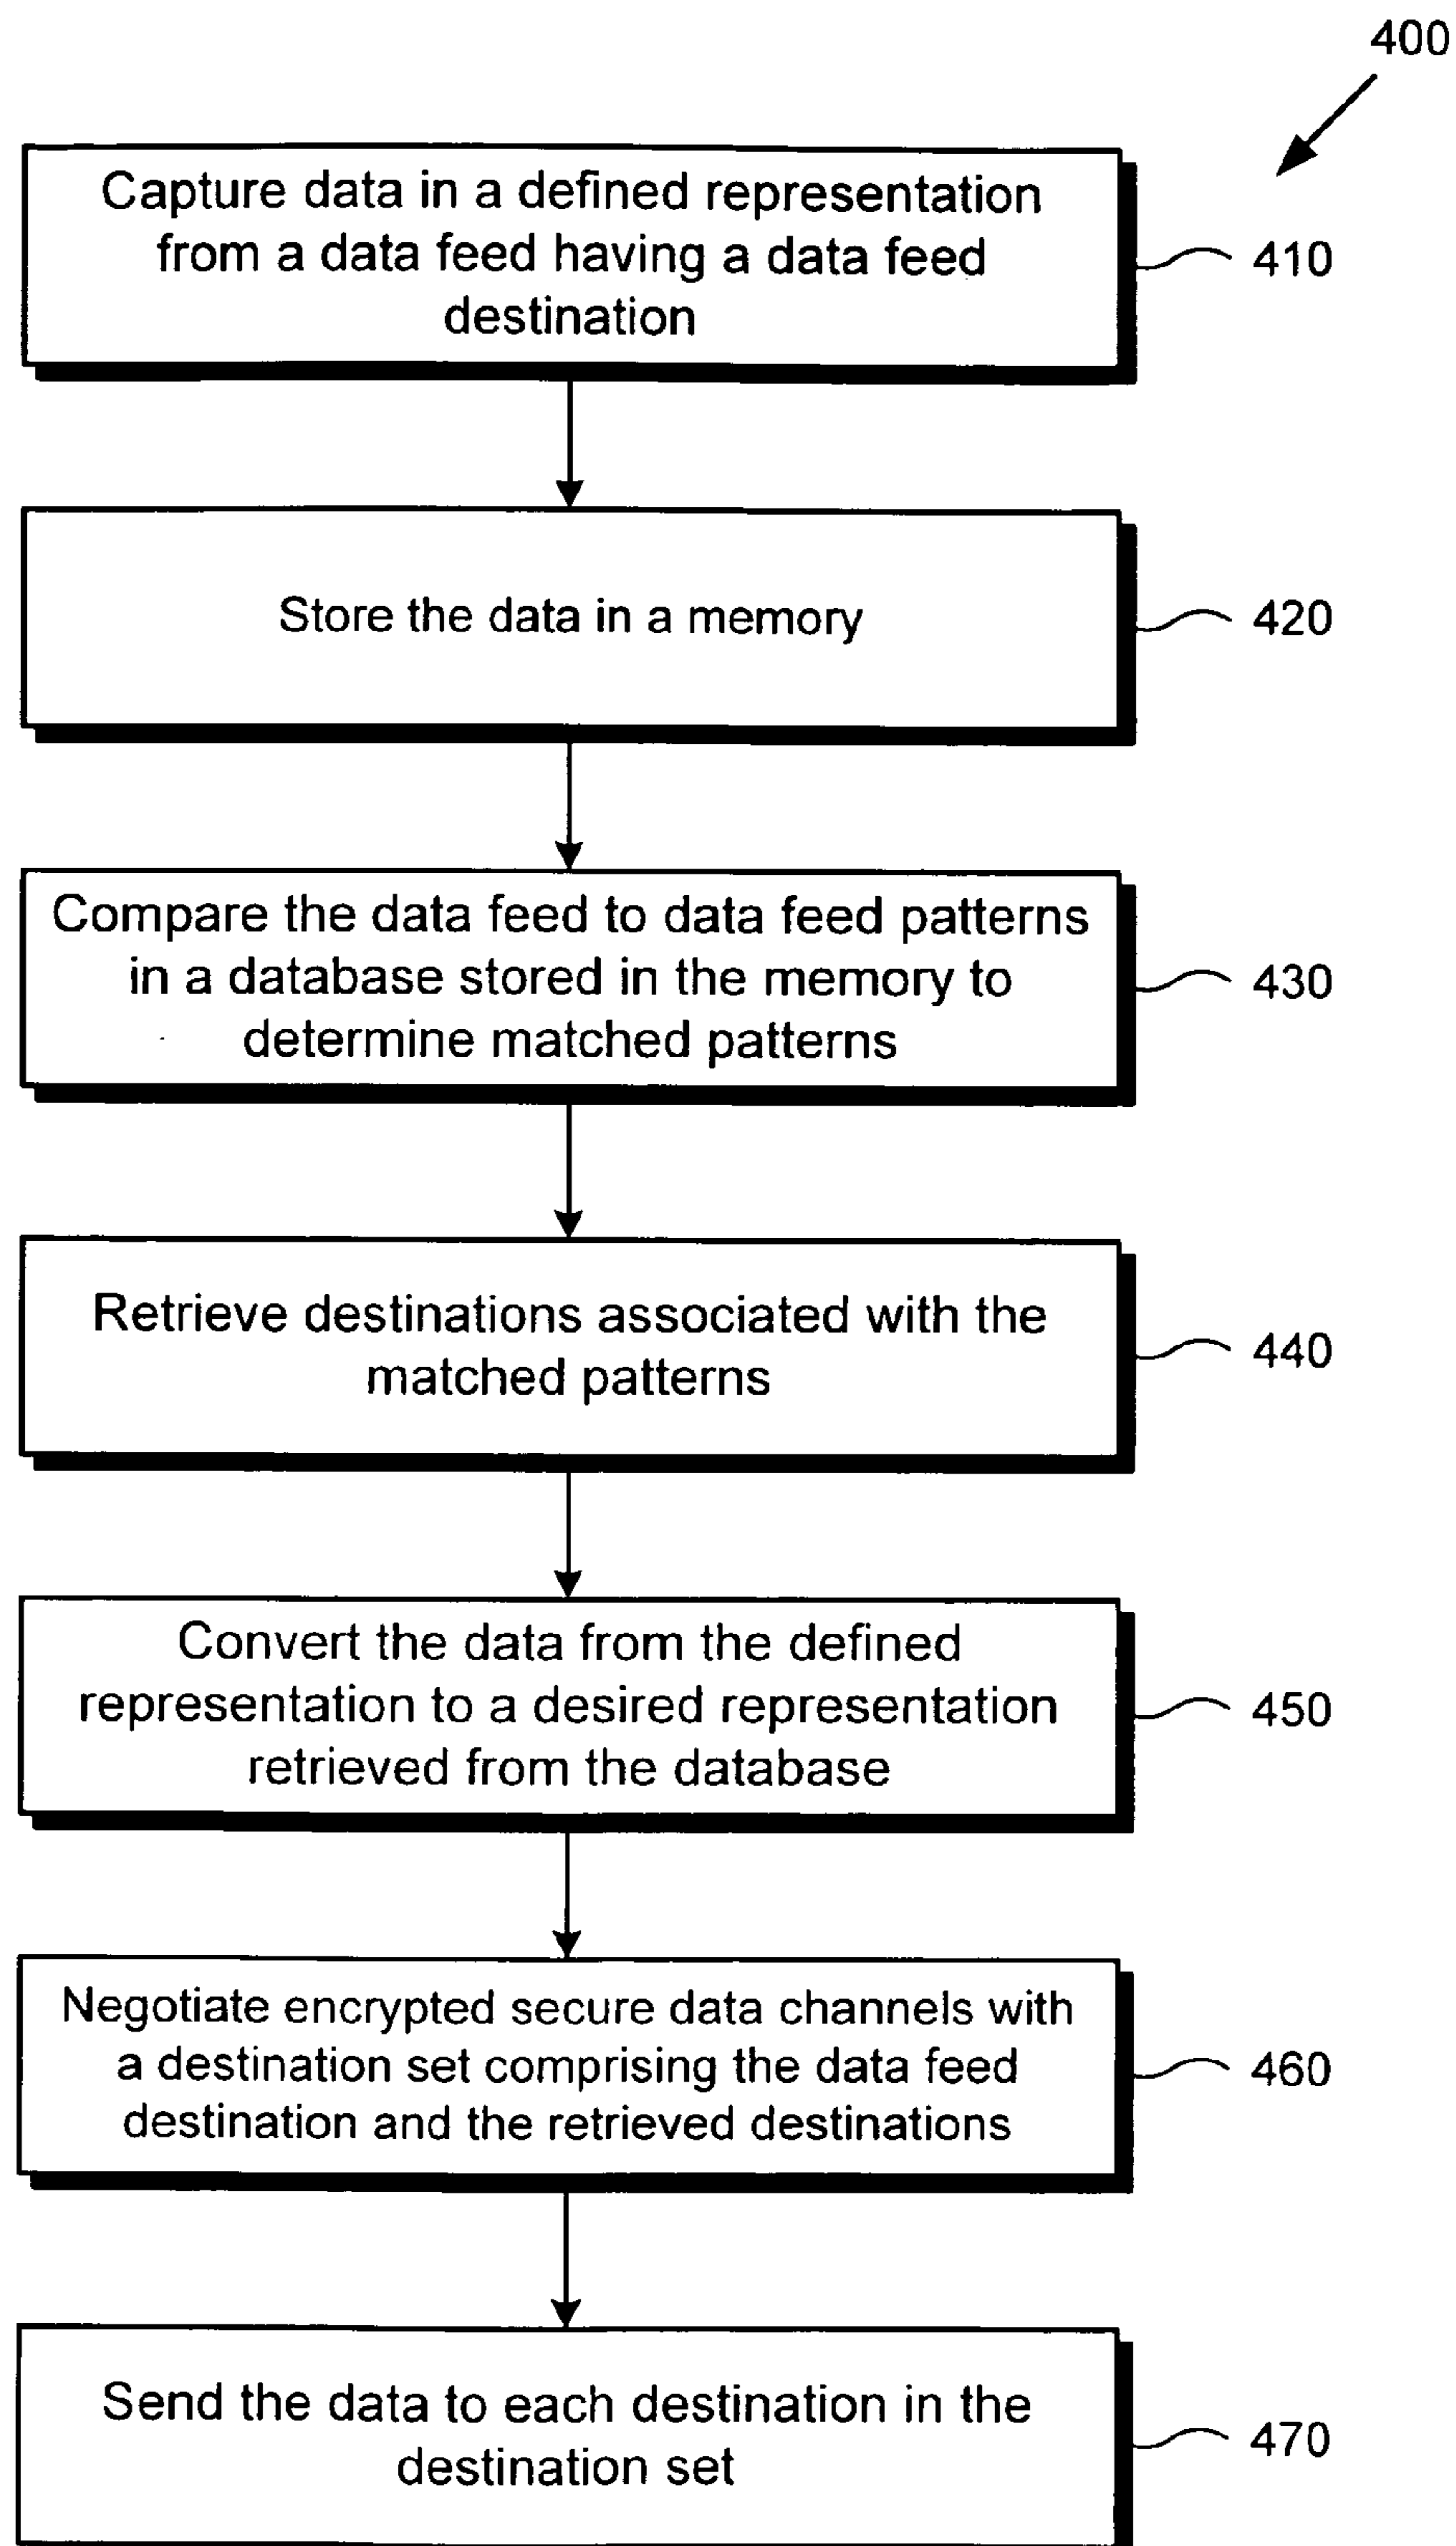 400
Capture data in a defined representation
from a data feed having a data feed
destination
410
Store the data in a memory
420
Compare the data feed to data feed patterns
in a database stored in the memory to
determine matched patterns
430
Retrieve destinations associated with the
matched patterns
440
Convert the data from the defined
representation to a desired representation
retrieved from the database
450
Negotiate encrypted secure data channels with
a destination set comprising the data feed
destination and the retrieved destinations
460
Send the data to each destination in the
destination set
470